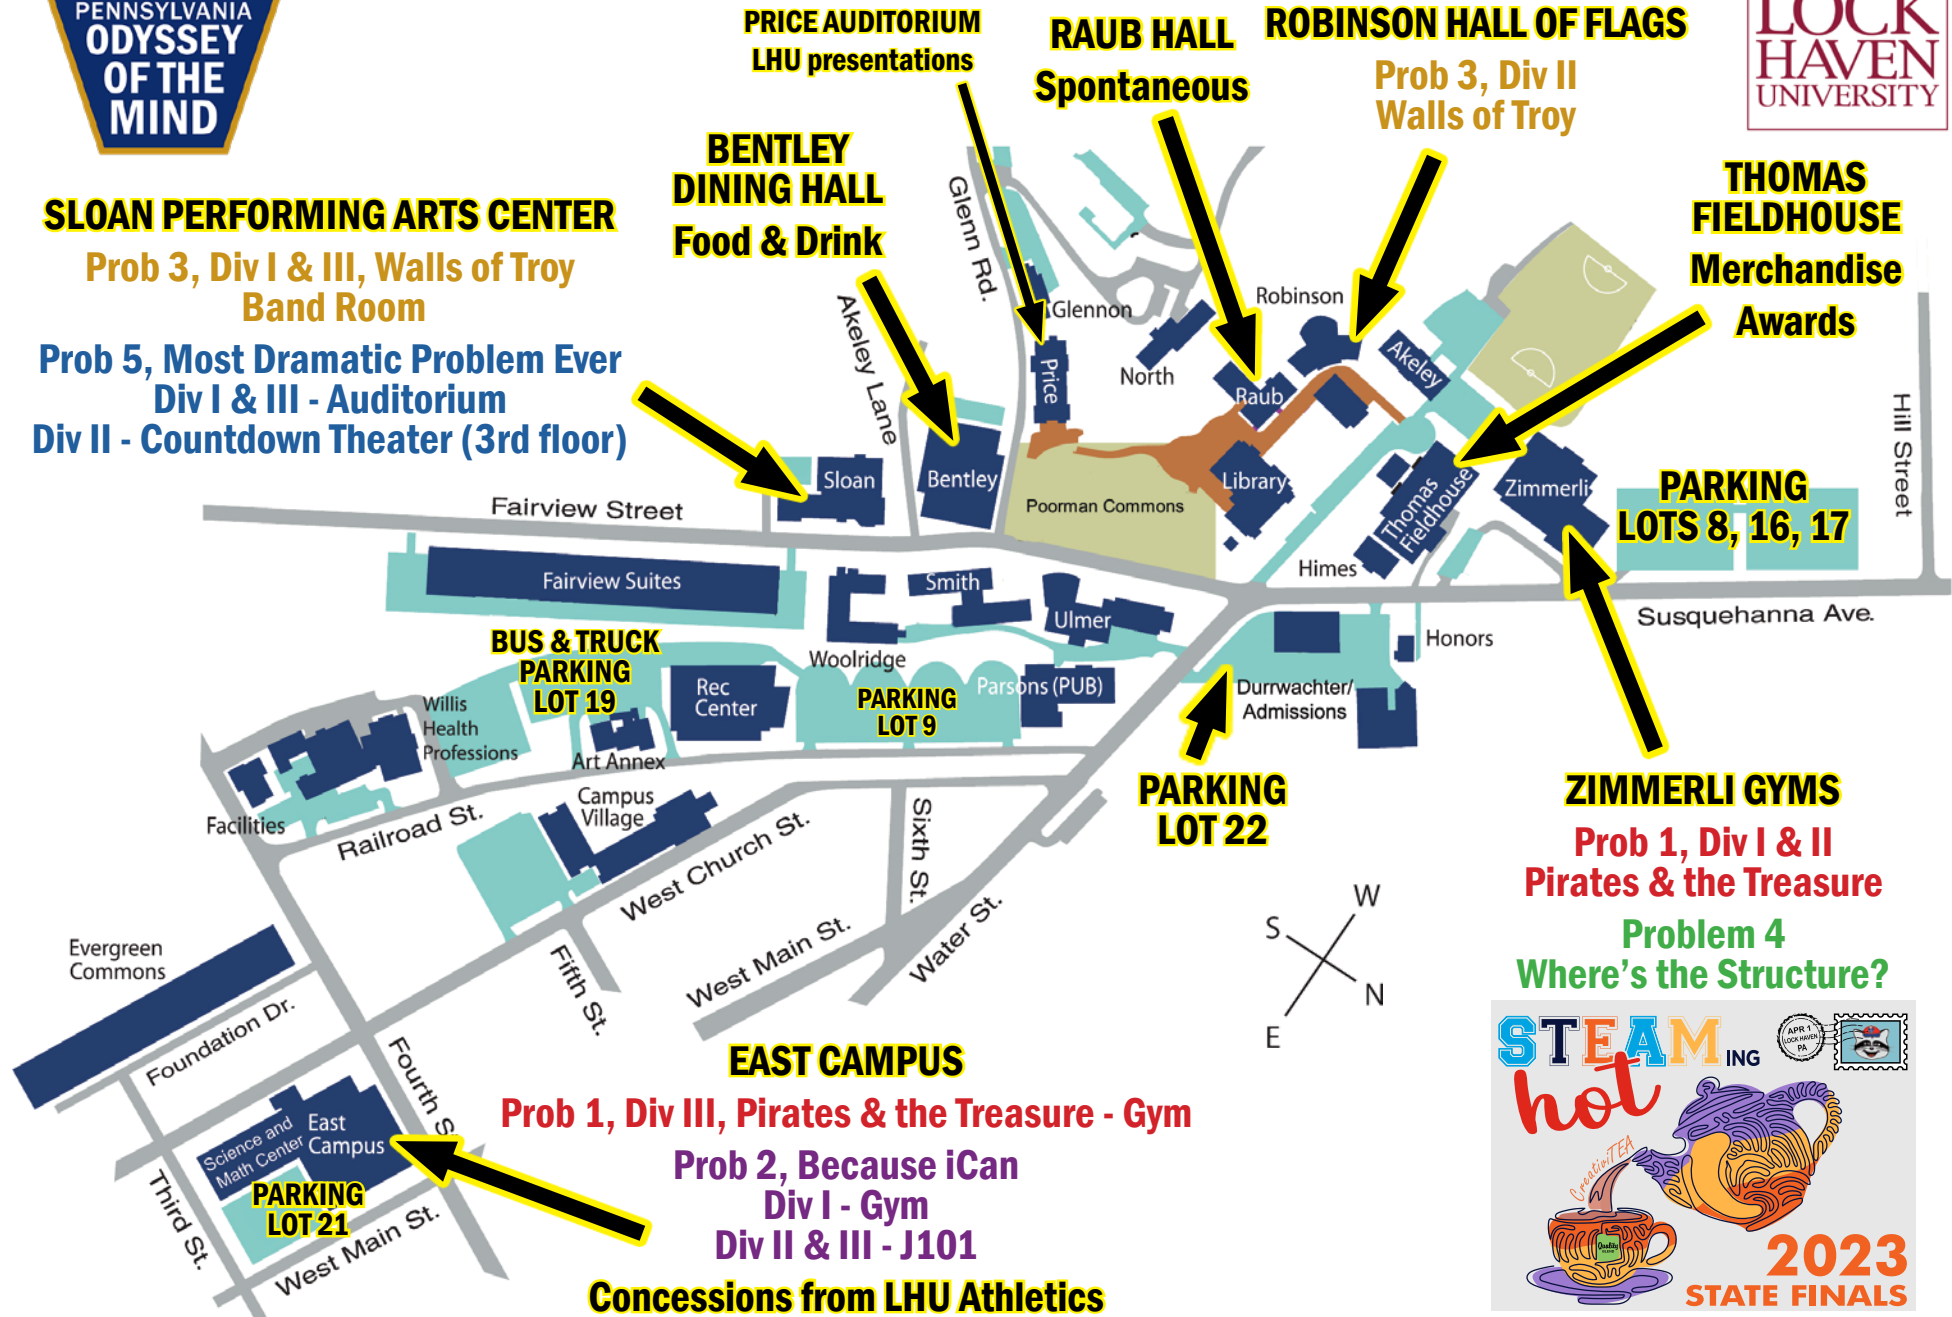 PENNSYLVANIA
ODYSSEY
OF THE
MIND
PRICE AUDITORIUM
LHU presentations
RAUB HALL
Spontaneous
ROBINSON HALL OF FLAGS
Prob 3, Div II
Walls of Troy
LOCK
HAVEN
UNIVERSITY
BENTLEY
DINING HALL
Food & Drink
THOMAS
FIELDHOUSE
Merchandise
Awards
SLOAN PERFORMING ARTS CENTER
Prob 3, Div I & III, Walls of Troy
Band Room
Prob 5, Most Dramatic Problem Ever
Div I & III - Auditorium
Div II - Countdown Theater (3rd floor)
Glenn Rd.
Akeley Lane
Glennon
Price
North
Robinson
Raub
Akeley
Library
Sloan
Bentley
Poorman Commons
Thomas
Fieldhouse
Zimmerli
PARKING
LOTS 8, 16, 17
Hill Street
Fairview Street
Fairview Suites
Smith
Ulmer
Himes
Susquehanna Ave.
Honors
Woolridge
BUS & TRUCK
PARKING
LOT 19
Rec
Center
PARKING
LOT 9
Parsons (PUB)
Durrwachter/
Admissions
Willis
Health
Professions
Art Annex
Facilities
Railroad St.
Campus
Village
West Church St.
Sixth St.
PARKING
LOT 22
ZIMMERLI GYMS
Prob 1, Div I & II
Pirates & the Treasure
Problem 4
Where's the Structure?
Evergreen
Commons
Foundation Dr.
Fifth St.
West Main St.
Water St.
W
S
N
E
Fourth S
East
Campus
Science and
Math Center
PARKING
LOT 21
Third St.
West Main St.
EAST CAMPUS
Prob 1, Div III, Pirates & the Treasure - Gym
Prob 2, Because iCan
Div I - Gym
Div II & III - J101
Concessions from LHU Athletics
STEAMING
hot
APR 1
LOCK HAVEN
PA
CreativiTEA
Quality
BLEND
2023
STATE FINALS